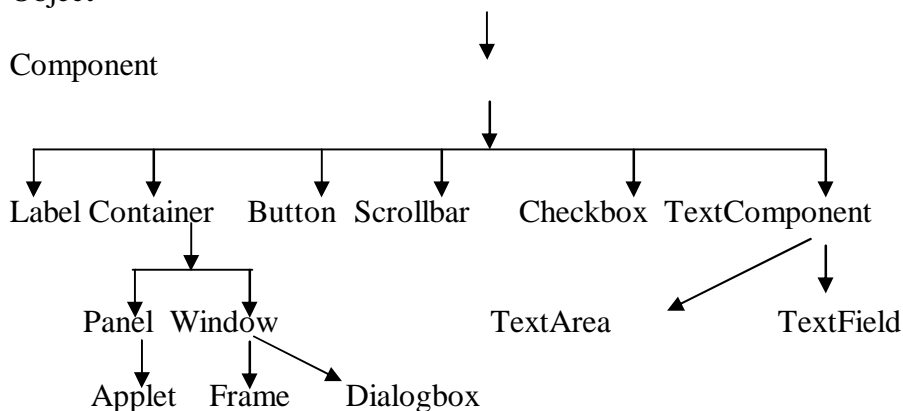 Component
Label Container Button Scrollbar Checkbox TextComponent
Panel Window TextArea TextField
Applet Frame Dialogbox